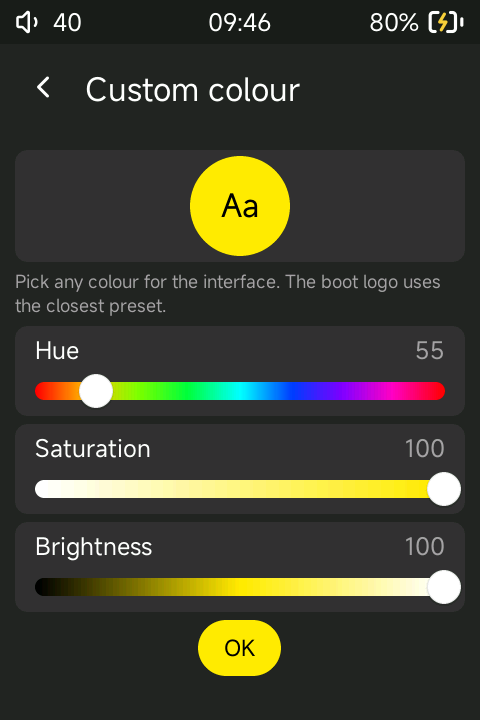 40
09:46
80%
Custom colour
Aa
Pick any colour for the interface. The boot logo uses
the closest preset.
Hue
55
Saturation
100
Brightness
100
OK